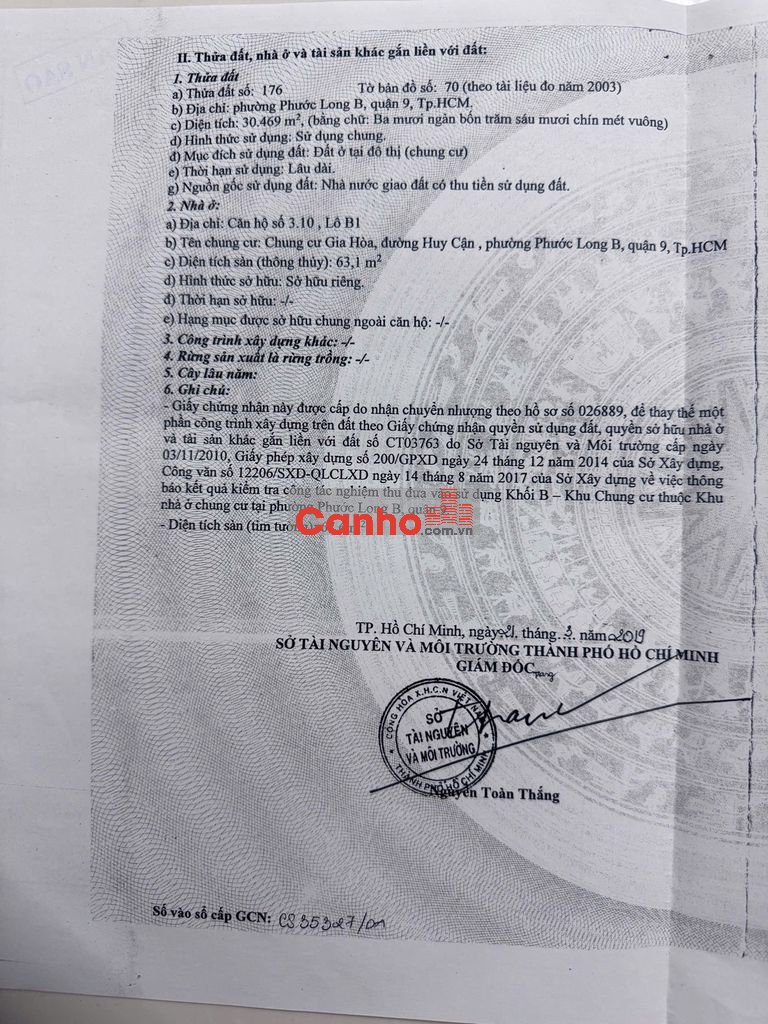 II. Thửa đất, nhà ở và tài sản khác gắn liền với đất:
1. Thửa đất
a) Thửa đất số: 176 Tờ bản đồ số: 70 (theo tài liệu đo năm 2003)
b) Địa chỉ: phường Phước Long B, quận 9, Tp.HCM.
c) Diện tích: 30.469 m², (bằng chữ: Ba mươi ngàn bốn trăm sáu mươi chín mét vuông)
d) Hình thức sử dụng: Sử dụng chung.
đ) Mục đích sử dụng đất: Đất ở tại đô thị (chung cư)
e) Thời hạn sử dụng: Lâu dài.
g) Nguồn gốc sử dụng đất: Nhà nước giao đất có thu tiền sử dụng đất.
2. Nhà ở:
a) Địa chỉ: Căn hộ số 3.10 , Lô B1
b) Tên chung cư: Chung cư Gia Hòa, đường Huy Cận , phường Phước Long B, quận 9, Tp.HCM
c) Diện tích sàn (thông thủy): 63,1 m²
d) Hình thức sở hữu: Sở hữu riêng.
đ) Thời hạn sở hữu: -/-
e) Hạng mục được sở hữu chung ngoài căn hộ: -/-
3. Công trình xây dựng khác: -/-
4. Rừng sản xuất là rừng trồng: -/-
5. Cây lâu năm:
6. Ghi chú:
- Giấy chứng nhận này được cấp do nhận chuyển nhượng theo hồ sơ số 026889, để thay thế một
phần công trình xây dựng trên đất theo Giấy chứng nhận quyền sử dụng đất, quyền sở hữu nhà ở
và tài sản khác gắn liền với đất số CT03763 do Sở Tài nguyên và Môi trường cấp ngày
03/11/2010, Giấy phép xây dựng số 200/GPXD ngày 24 tháng 12 năm 2014 của Sở Xây dựng,
Công văn số 12206/SXD-QLCLXD ngày 14 tháng 8 năm 2017 của Sở Xây dựng về việc thông
báo kết quả kiểm tra công tác nghiệm thu đưa vào sử dụng Khối B – Khu Chung cư thuộc Khu
nhà ở chung cư tại phường Phước Long B, quận
- Diện tích sàn (tim tường)
Canho
.com.vn
TP. Hồ Chí Minh, ngày 21 tháng 3 năm 2019
SỞ TÀI NGUYÊN VÀ MÔI TRƯỜNG THÀNH PHỐ HỒ CHÍ MINH
GIÁM ĐỐC
CỘNG HÒA X.H.C.N VIỆT NAM
SỞ
TÀI NGUYÊN
VÀ MÔI TRƯỜNG
THÀNH PHỐ HỒ CHÍ MINH
Nguyễn Toàn Thắng
Số vào sổ cấp GCN: CS35327/